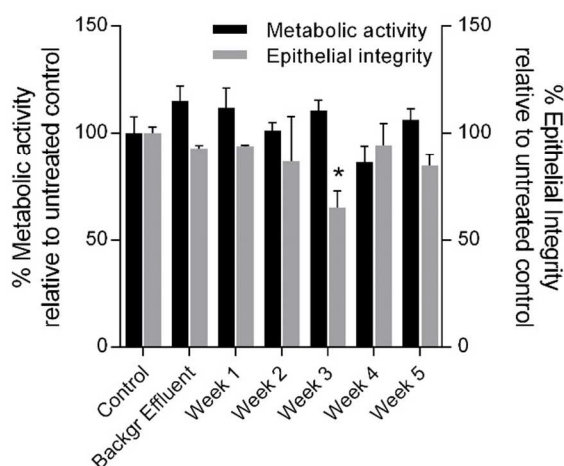 150
100
50
0
% Metabolic activity
relative to untreated control
Metabolic activity
Epithelial integrity
*
150
100
50
0
% Epithelial Integrity
relative to untreated control
Control
Backgr Effluent
Week 1
Week 2
Week 3
Week 4
Week 5